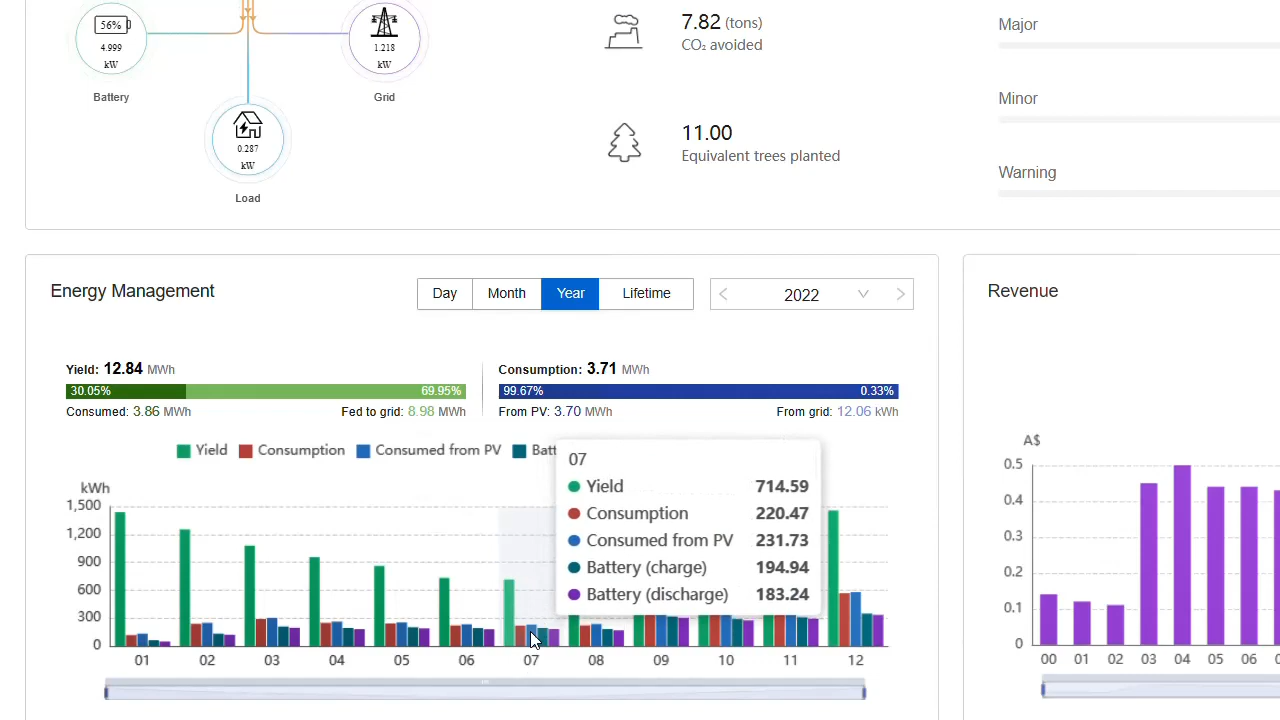 56%
4.999
kW
Battery
1.218
kW
Grid
0.287
kW
Load
7.82 (tons)
CO₂ avoided
11.00
Equivalent trees planted
Major
Minor
Warning
Energy Management
Day Month Year Lifetime
2022
Yield: 12.84 MWh
30.05% 69.95%
Consumed: 3.86 MWh Fed to grid: 8.98 MWh
Consumption: 3.71 MWh
99.67% 0.33%
From PV: 3.70 MWh From grid: 12.06 kWh
Yield Consumption Consumed from PV Batt
kWh
1,500
1,200
900
600
300
0
01 02 03 04 05 06 07 08 09 10 11 12
07
Yield 714.59
Consumption 220.47
Consumed from PV 231.73
Battery (charge) 194.94
Battery (discharge) 183.24
Revenue
A$
0.5
0.4
0.3
0.2
0.1
0
00 01 02 03 04 05 06